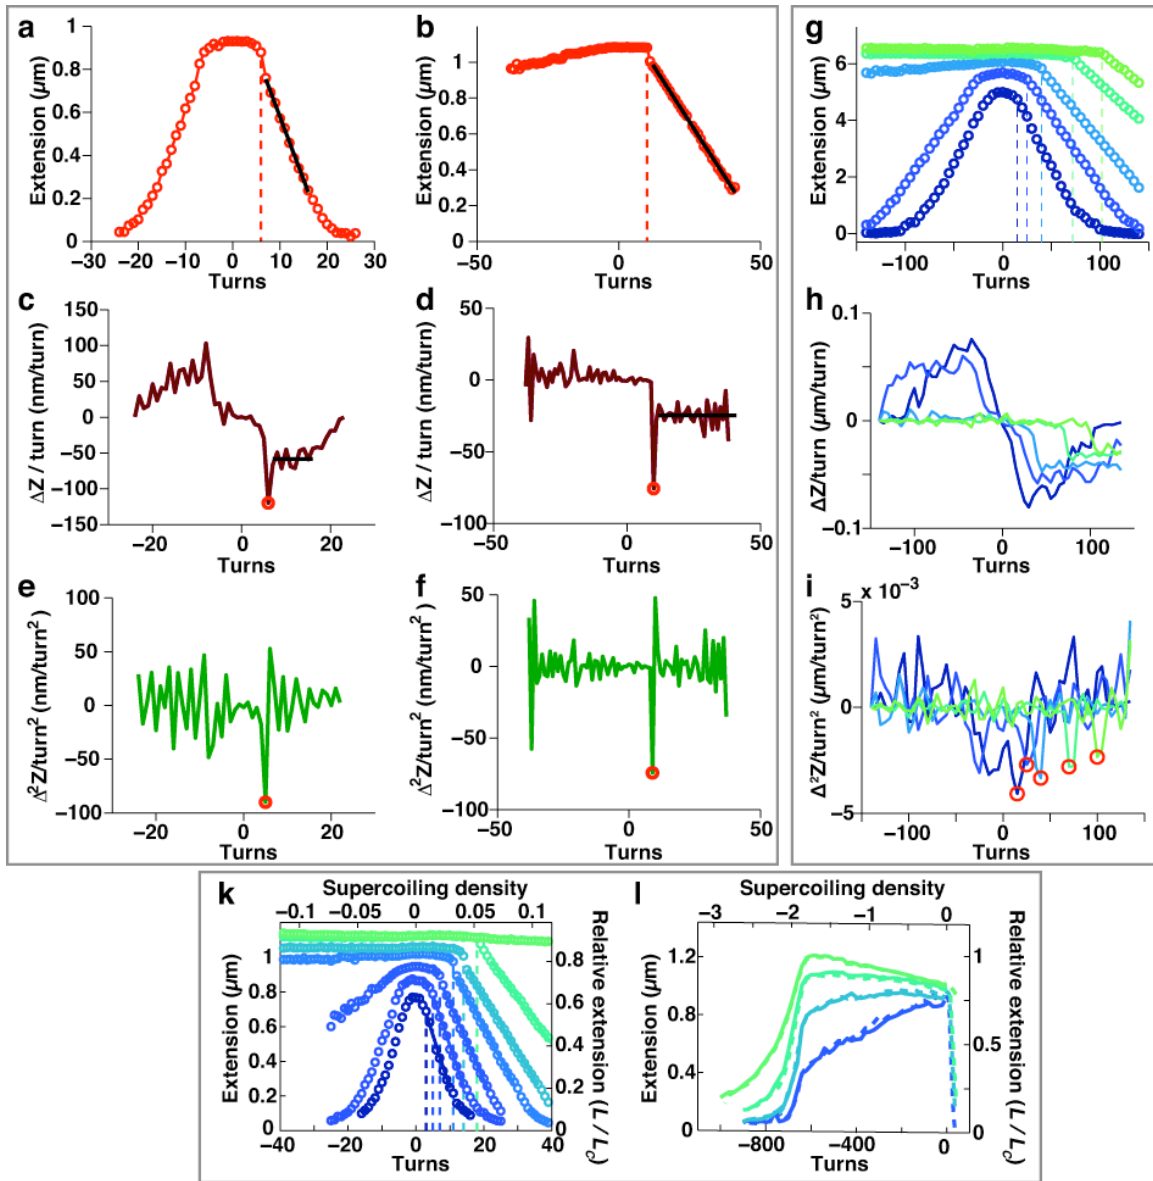 a
Extension (µm)
1
0.8
0.6
0.4
0.2
0
−30 −20 −10 0 10 20 30
Turns
b
Extension (µm)
1
0.8
0.6
0.4
0.2
0
−50 0 50
Turns
g
Extension (µm)
6
4
2
−100 0 100
Turns
c
ΔZ / turn (nm/turn)
150
100
50
0
−50
−100
−150
−20 0 20
Turns
d
ΔZ / turn (nm/turn)
50
0
−100
−50 0 50
Turns
h
ΔZ/turn (µm/turn)
0.1
0
−0.1
−100 0 100
Turns
e
Δ²Z/turn² (nm/turn²)
100
50
0
−50
−100
−20 0 20
Turns
f
Δ²Z/turn² (nm/turn²)
50
0
−50
−100
−50 0 50
Turns
i
Δ²Z/turn² (µm/turn²)
x 10⁻³
5
0
−5
−100 0 100
Turns
k
Supercoiling density
−0.1 −0.05 0 0.05 0.1
Extension (µm)
1
0.8
0.6
0.4
0.2
0
−40 −20 0 20 40
Turns
0.8
0.6
0.4
0.2
0
Relative extension (L / L꜀)
l
Supercoiling density
−3 −2 −1 0
Extension (µm)
1.2
0.8
0.4
0
−800 −400 0
Turns
1
0.5
0
Relative extension (L / L꜀)